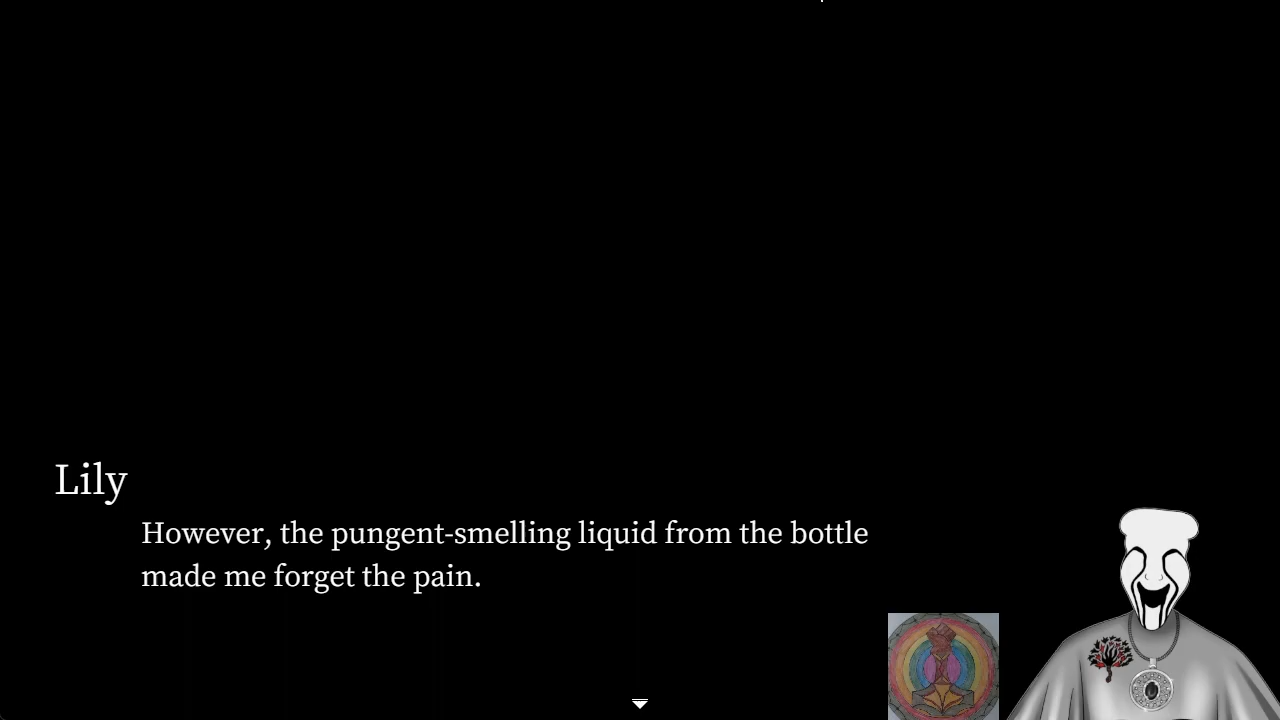 Lily
However, the pungent-smelling liquid from the bottle
made me forget the pain.